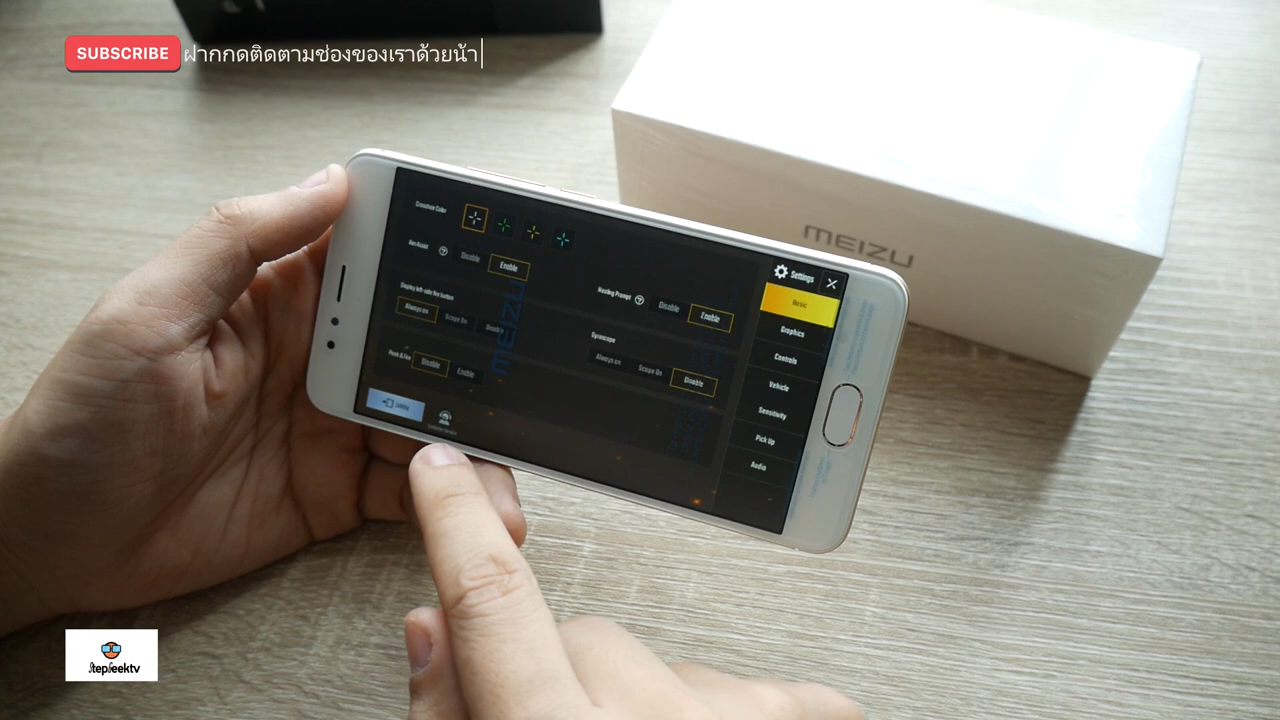 SUBSCRIBE ฝากกดติดตามช่องของเราด้วยน้า
MEIZU
Crosshair Color
Settings
Basic
Aim Assist
Disable
Enable
Healing Prompt
Disable
Enable
Graphics
Display left-side fire button
Always on
Scope On
Disable
Gyroscope
Always on
Scope On
Disable
Controls
Vehicle
Peek & Fire
Disable
Enable
Sensitivity
Pick Up
Audio
Lobby
MEIZU
StepGeektv